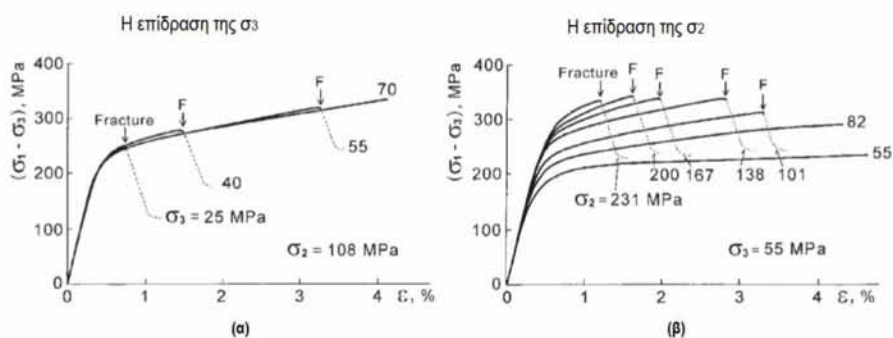 Η επίδραση της σ3
(σ1 - σ3), MPa
400
300
200
100
0
Fracture
F
F
70
55
40
σ3 = 25 MPa
σ2 = 108 MPa
0
1
2
3
4
ε, %
(α)
Η επίδραση της σ2
(σ1 - σ3), MPa
400
300
200
100
0
Fracture
F
F
F
F
82
55
200
167
138
101
σ2 = 231 MPa
σ3 = 55 MPa
0
1
2
3
4
ε, %
(β)